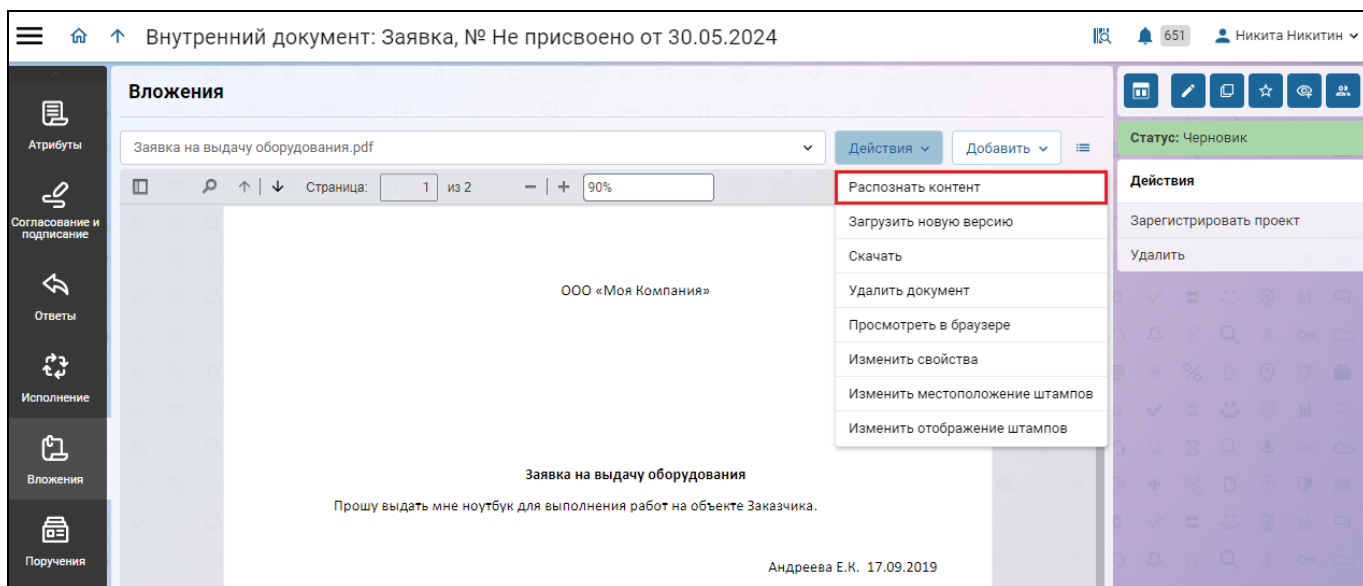 Внутренний документ: Заявка, № Не присвоено от 30.05.2024
651
Никита Никитин
Атрибуты
Согласование и
подписание
Ответы
Исполнение
Вложения
Поручения
Вложения
Заявка на выдачу оборудования.pdf
Действия
Добавить
Страница: 1 из 2
90%
Распознать контент
Загрузить новую версию
Скачать
Удалить документ
Просмотреть в браузере
Изменить свойства
Изменить местоположение штампов
Изменить отображение штампов
ООО «Моя Компания»
Заявка на выдачу оборудования
Прошу выдать мне ноутбук для выполнения работ на объекте Заказчика.
Андреева Е.К. 17.09.2019
Статус: Черновик
Действия
Зарегистрировать проект
Удалить